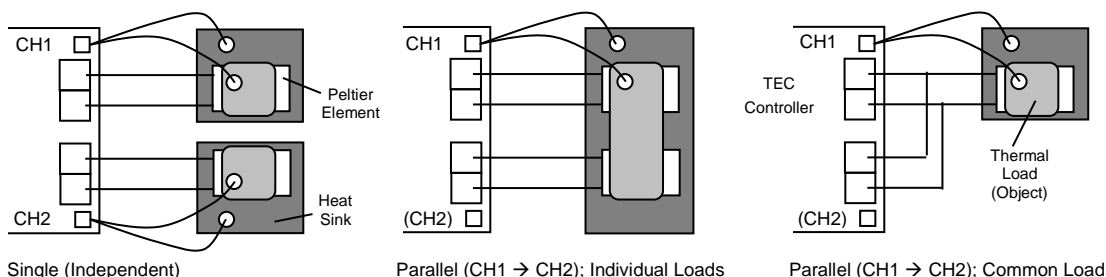 CH1
Peltier
Element
Heat
Sink
CH2
Single (Independent)
CH1
(CH2)
Parallel (CH1 → CH2); Individual Loads
CH1
TEC
Controller
Thermal
Load
(Object)
(CH2)
Parallel (CH1 → CH2); Common Load